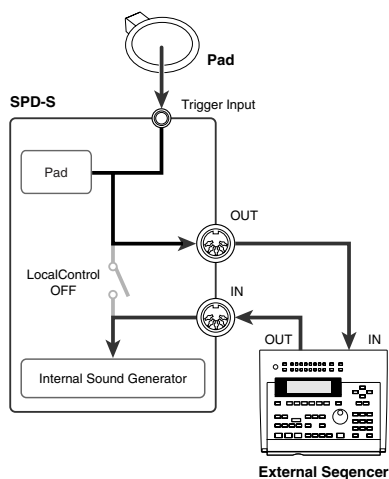 Pad
SPD-S
Trigger Input
Pad
OUT
LocalControl
OFF
IN
OUT
IN
Internal Sound Generator
External Seqencer